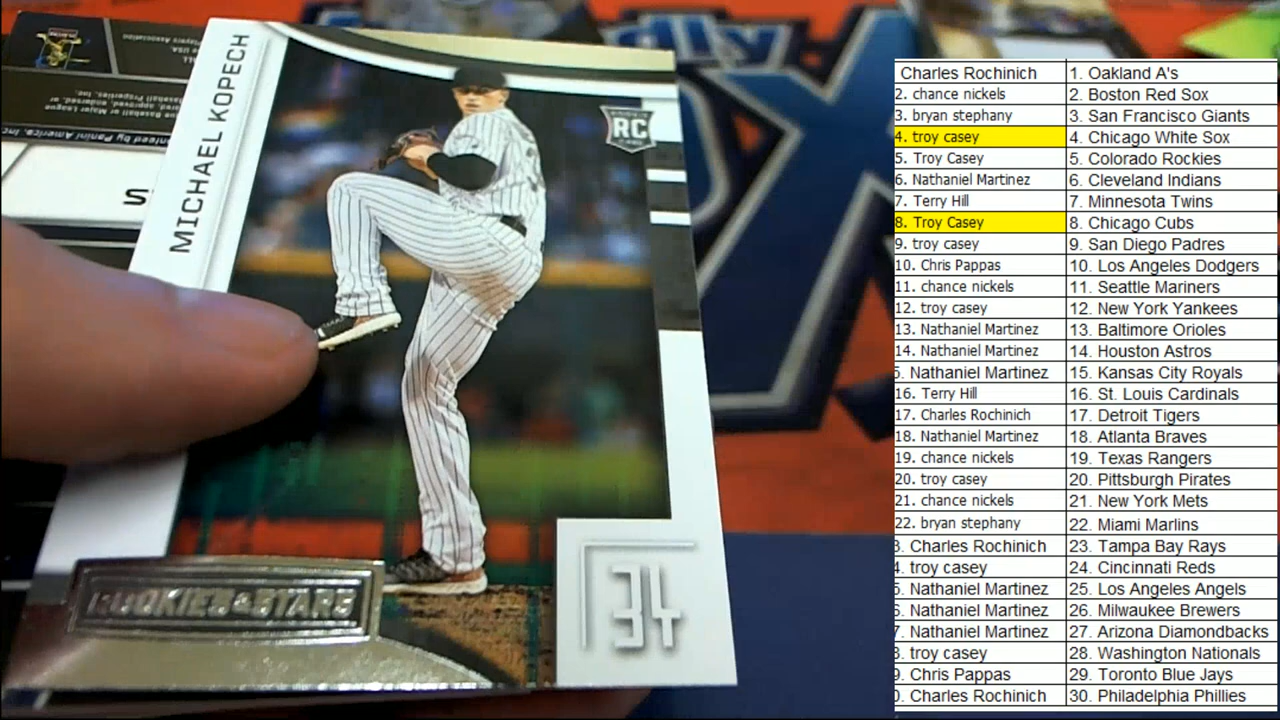 MICHAEL KOPECH
RC
ROOKIES & STARS
34
Charles Rochinich 1. Oakland A's
2. chance nickels 2. Boston Red Sox
3. bryan stephany 3. San Francisco Giants
4. troy casey 4. Chicago White Sox
5. Troy Casey 5. Colorado Rockies
6. Nathaniel Martinez 6. Cleveland Indians
7. Terry Hill 7. Minnesota Twins
8. Troy Casey 8. Chicago Cubs
9. troy casey 9. San Diego Padres
10. Chris Pappas 10. Los Angeles Dodgers
11. chance nickels 11. Seattle Mariners
12. troy casey 12. New York Yankees
13. Nathaniel Martinez 13. Baltimore Orioles
14. Nathaniel Martinez 14. Houston Astros
5. Nathaniel Martinez 15. Kansas City Royals
16. Terry Hill 16. St. Louis Cardinals
17. Charles Rochinich 17. Detroit Tigers
18. Nathaniel Martinez 18. Atlanta Braves
19. chance nickels 19. Texas Rangers
20. troy casey 20. Pittsburgh Pirates
21. chance nickels 21. New York Mets
22. bryan stephany 22. Miami Marlins
3. Charles Rochinich 23. Tampa Bay Rays
4. troy casey 24. Cincinnati Reds
5. Nathaniel Martinez 25. Los Angeles Angels
6. Nathaniel Martinez 26. Milwaukee Brewers
7. Nathaniel Martinez 27. Arizona Diamondbacks
3. troy casey 28. Washington Nationals
9. Chris Pappas 29. Toronto Blue Jays
0. Charles Rochinich 30. Philadelphia Phillies